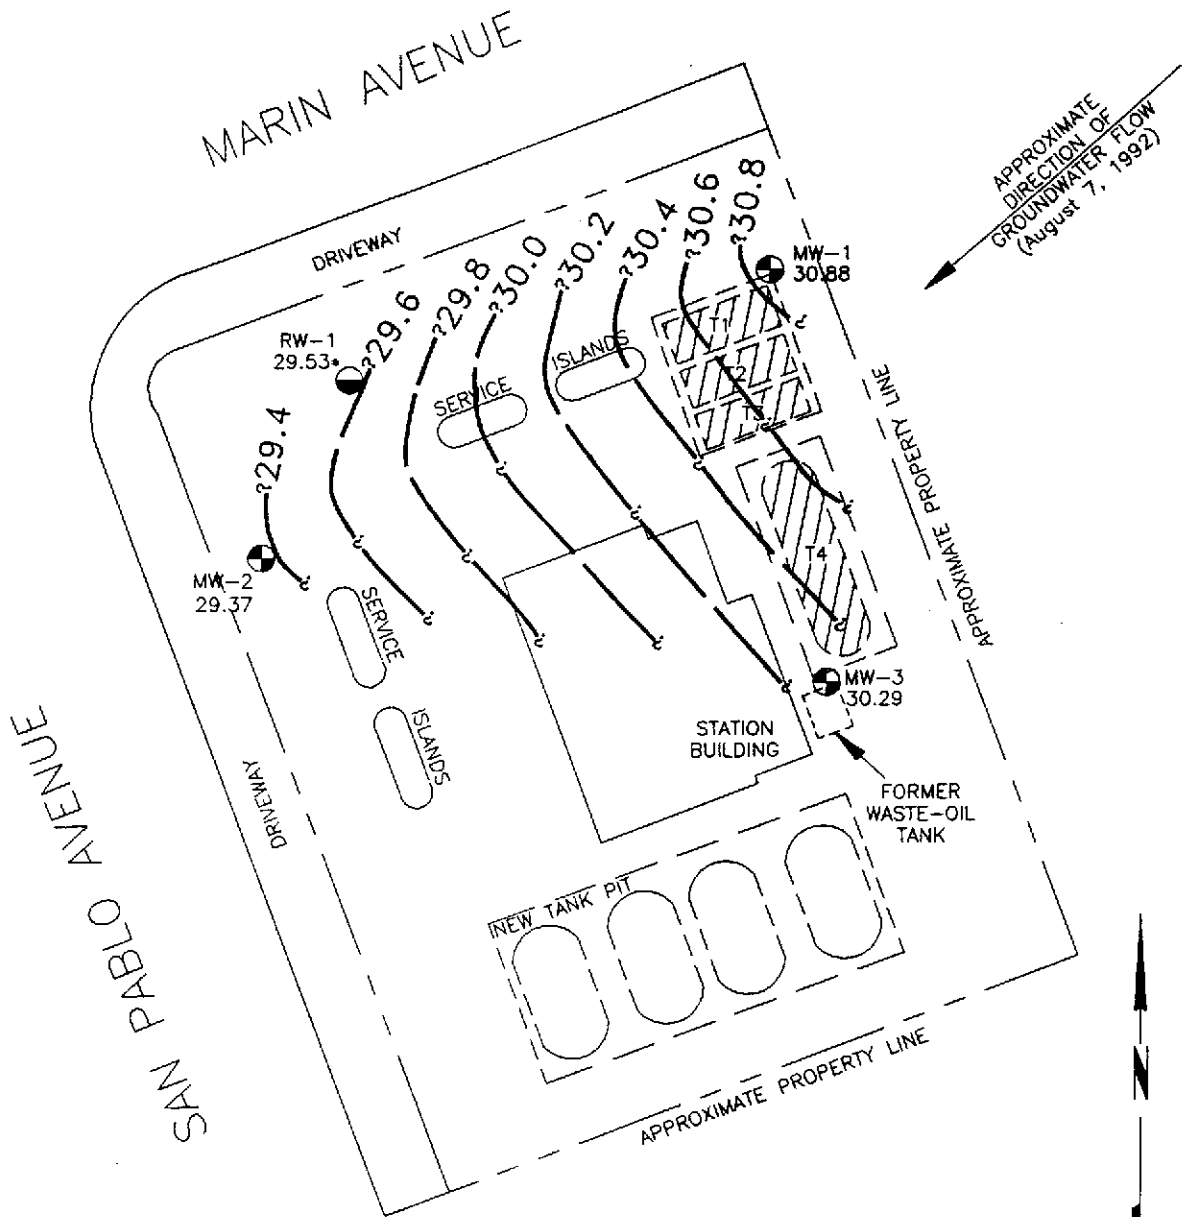 MARIN AVENUE
APPROXIMATE
DIRECTION OF
GROUNDWATER FLOW
(August 7, 1992)
DRIVEWAY
?29.4
?29.6
?29.8
?30.0
?30.2
?30.4
?30.6
?30.8
MW-1
30.88
RW-1
29.53*
T1
T2
T3
T4
SERVICE
ISLANDS
APPROXIMATE PROPERTY LINE
APPROXIMATE PROPERTY LINE
MW-2
29.37
SERVICE
ISLANDS
MW-3
30.29
STATION
BUILDING
FORMER
WASTE-OIL
TANK
SAN PABLO AVENUE
DRIVEWAY
NEW TANK PIT
APPROXIMATE PROPERTY LINE
N
?
?
?
?
?
?
?
?
?
?
?
?